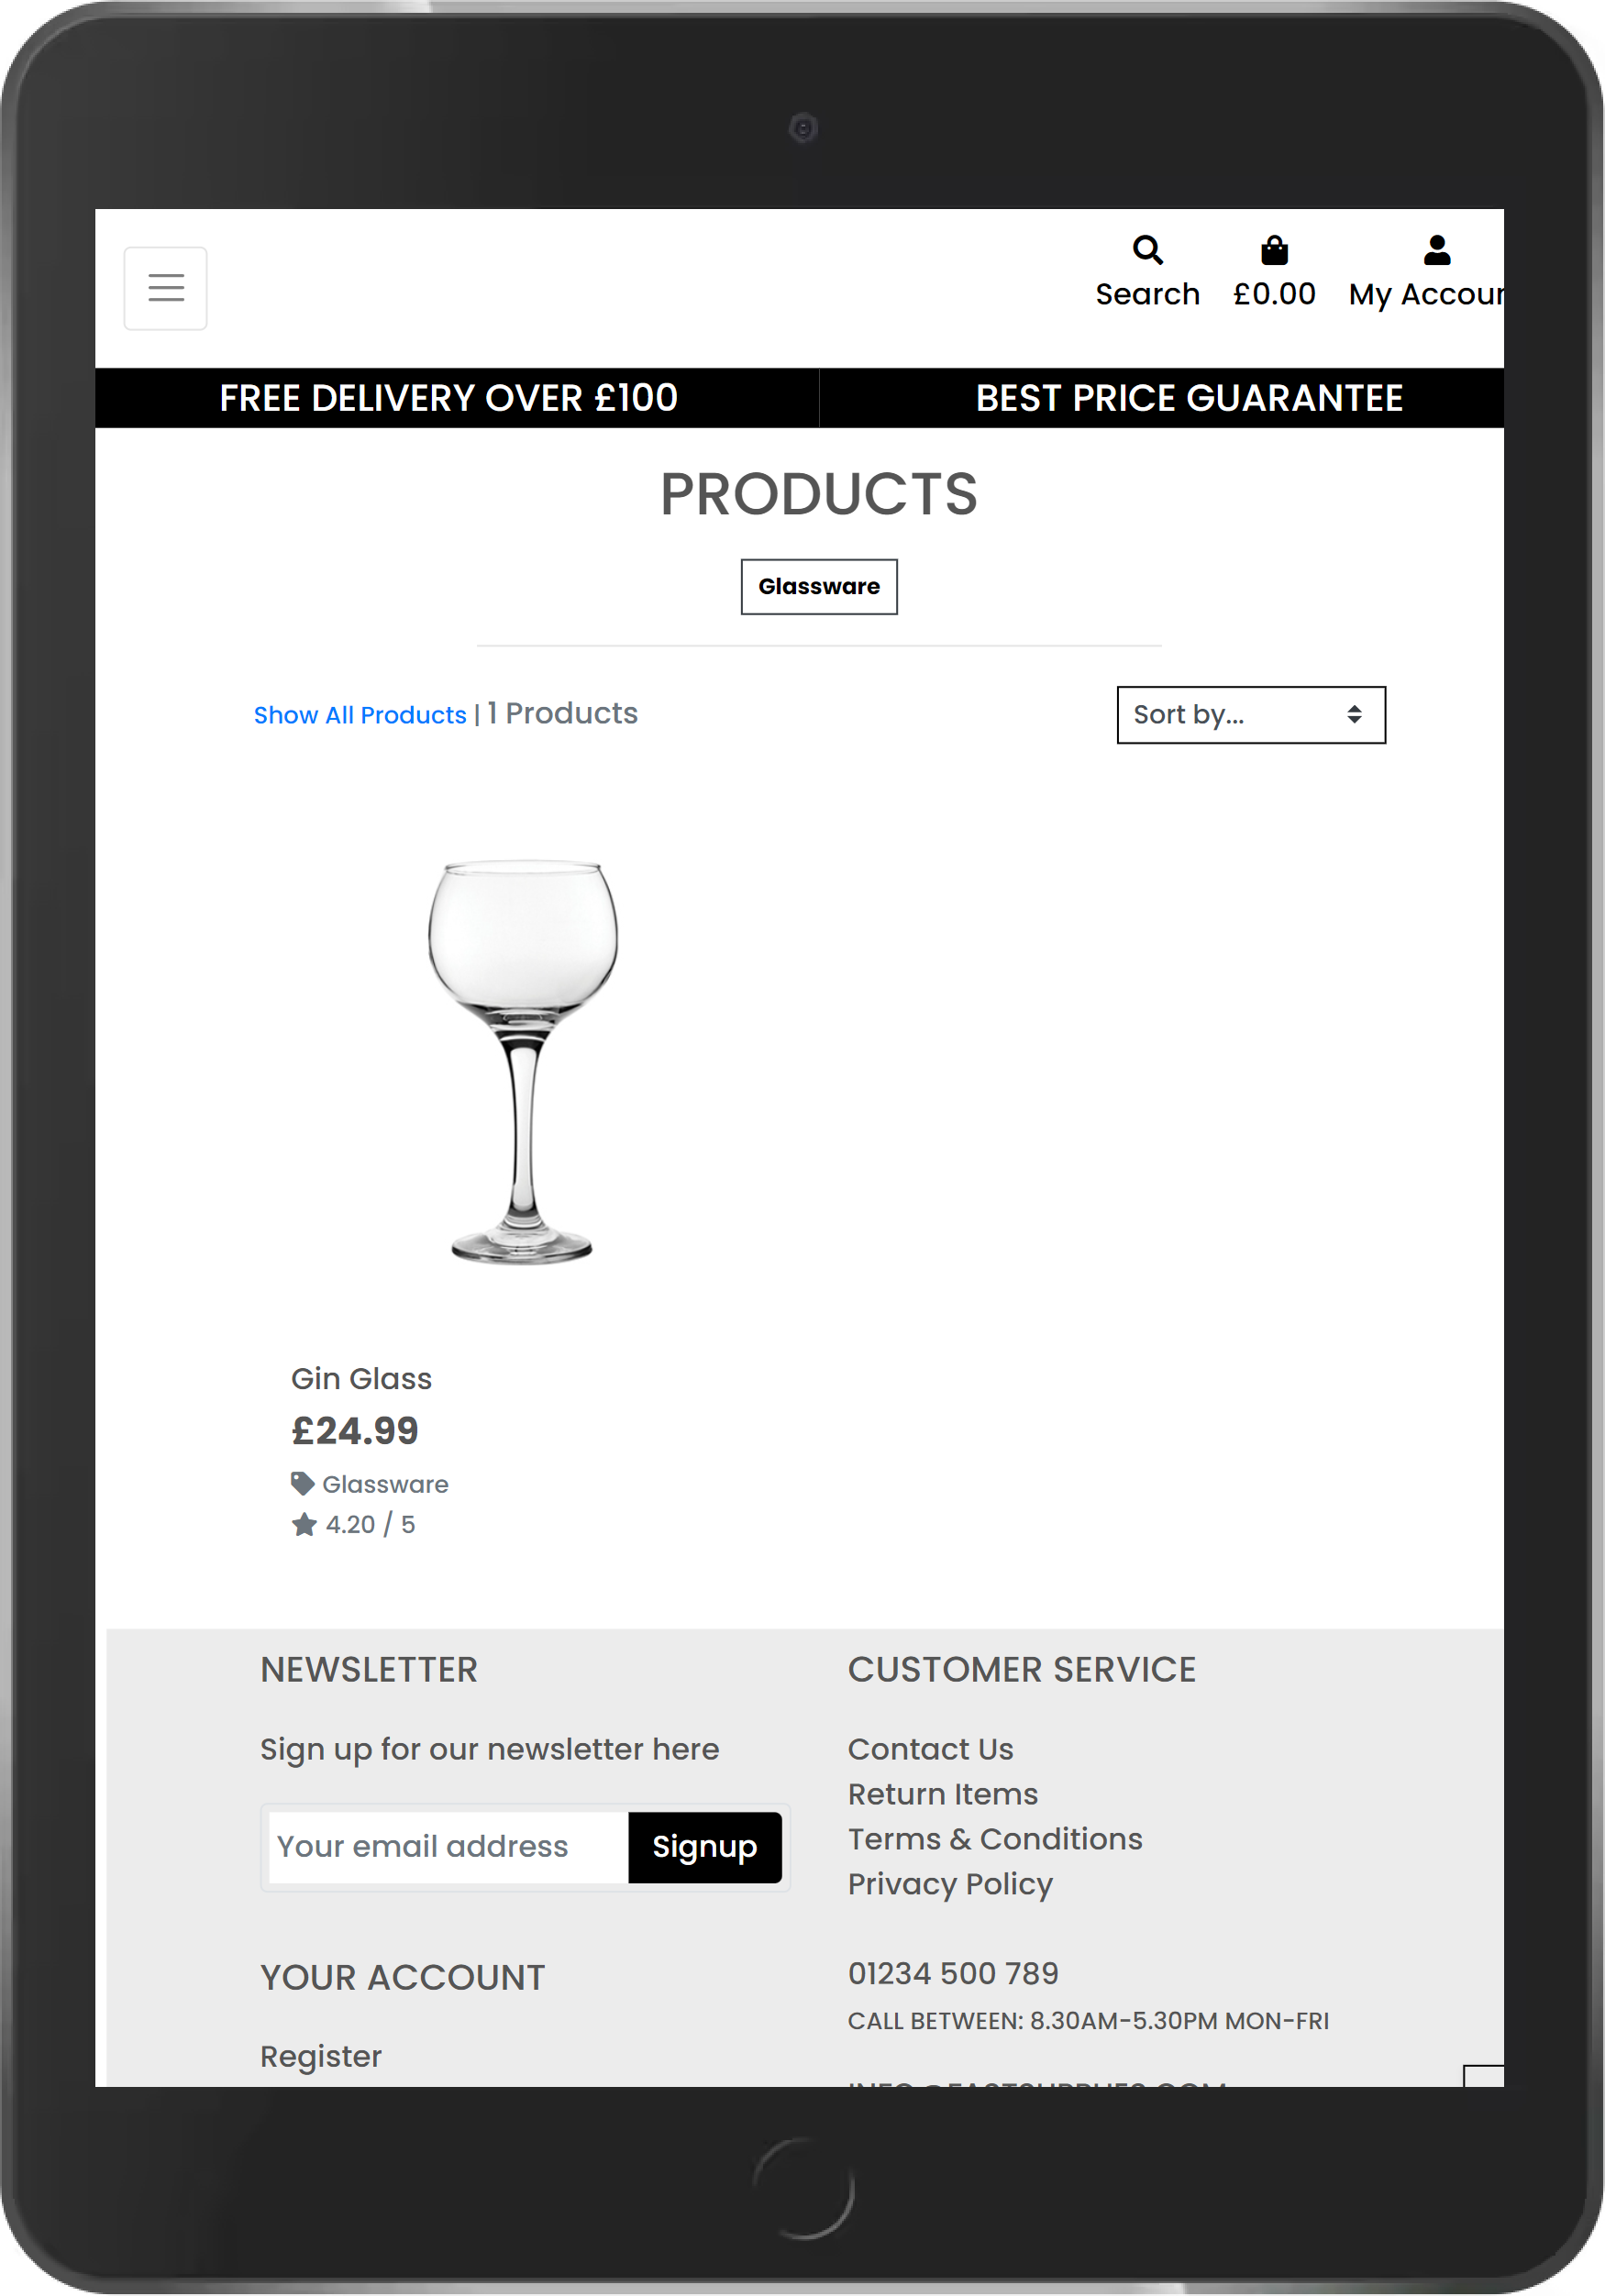 Search £0.00 My Accour
FREE DELIVERY OVER £100 BEST PRICE GUARANTEE
PRODUCTS
Glassware
Show All Products | 1 Products
Sort by...
Gin Glass
£24.99
Glassware
4.20 / 5
NEWSLETTER
Sign up for our newsletter here
Your email address Signup
YOUR ACCOUNT
Register
CUSTOMER SERVICE
Contact Us
Return Items
Terms & Conditions
Privacy Policy
01234 500 789
CALL BETWEEN: 8.30AM-5.30PM MON-FRI